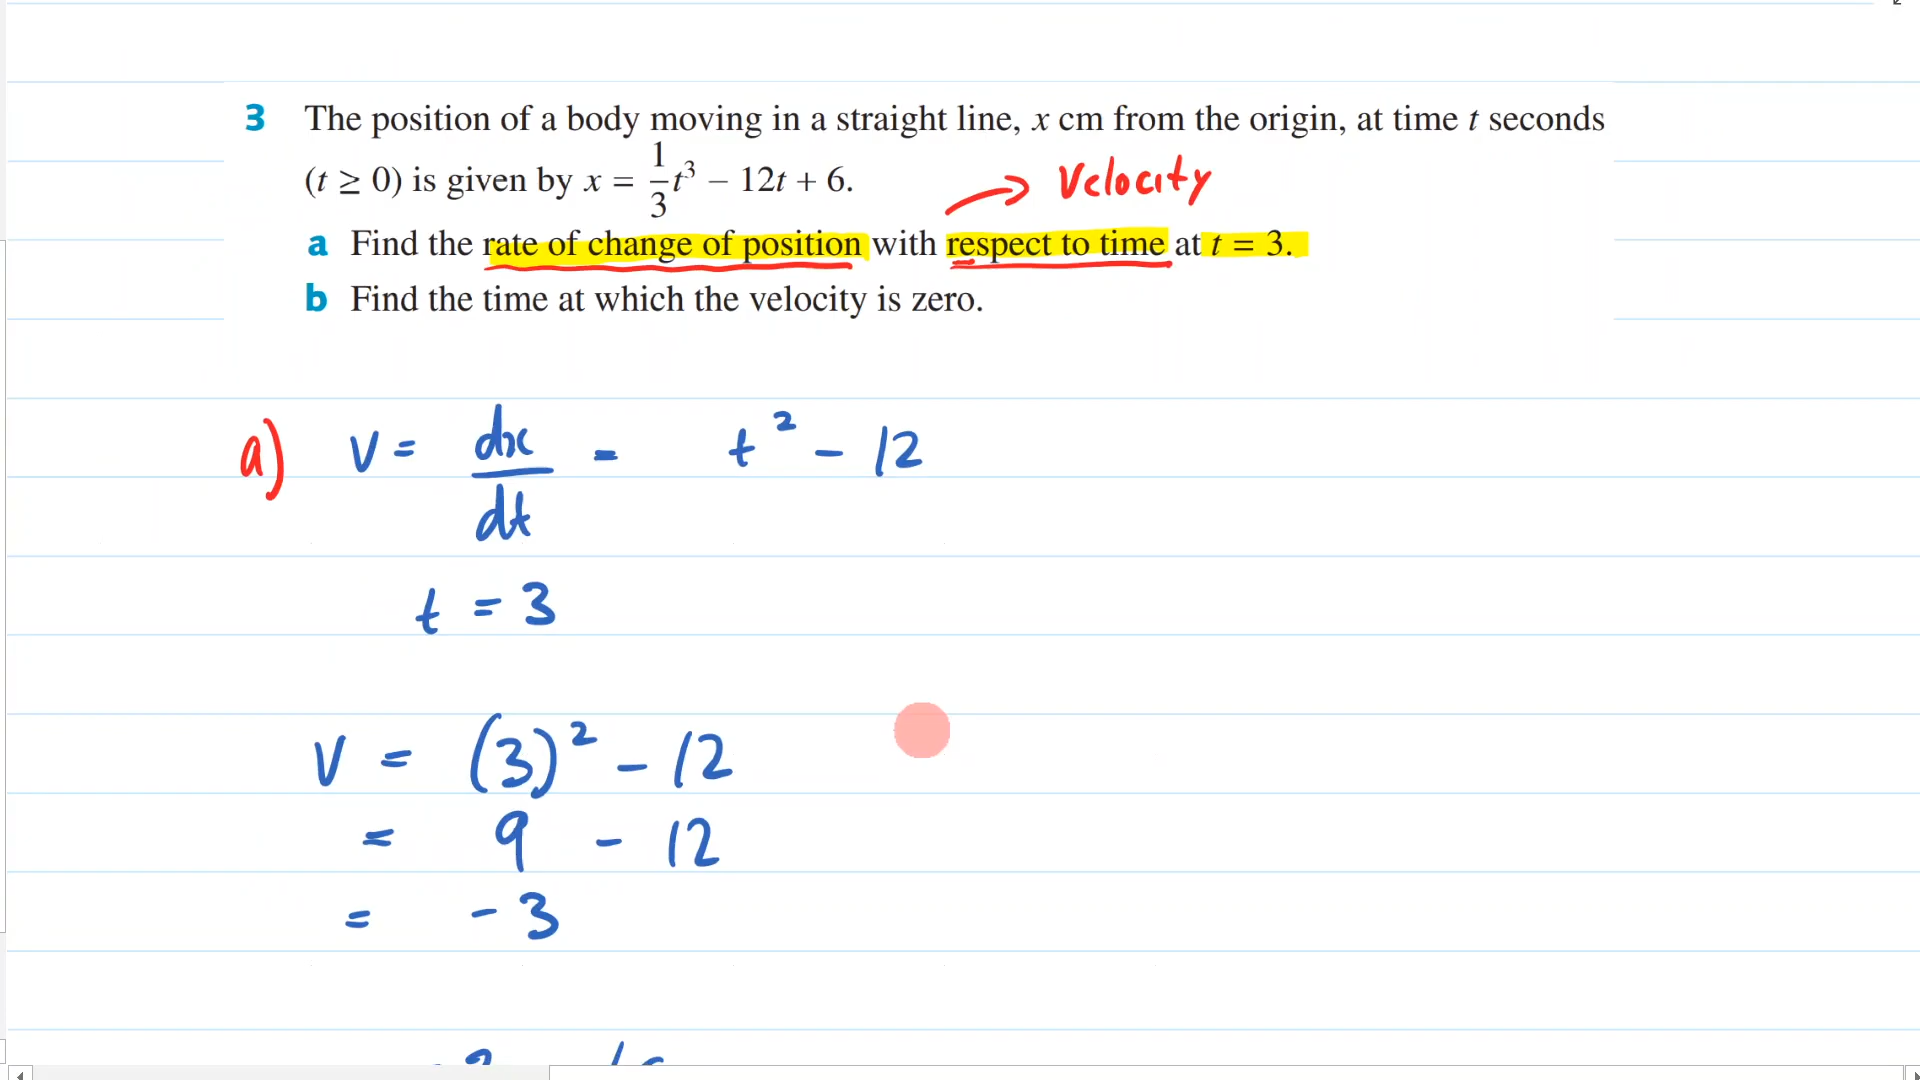 3 The position of a body moving in a straight line, x cm from the origin, at time t seconds
(t ≥ 0) is given by x = 1/3 t³ − 12t + 6.
Velocity
a Find the rate of change of position with respect to time at t = 3.
b Find the time at which the velocity is zero.
a) V = dx/dt = t² − 12
t = 3
V = (3)² − 12
= 9 − 12
= −3